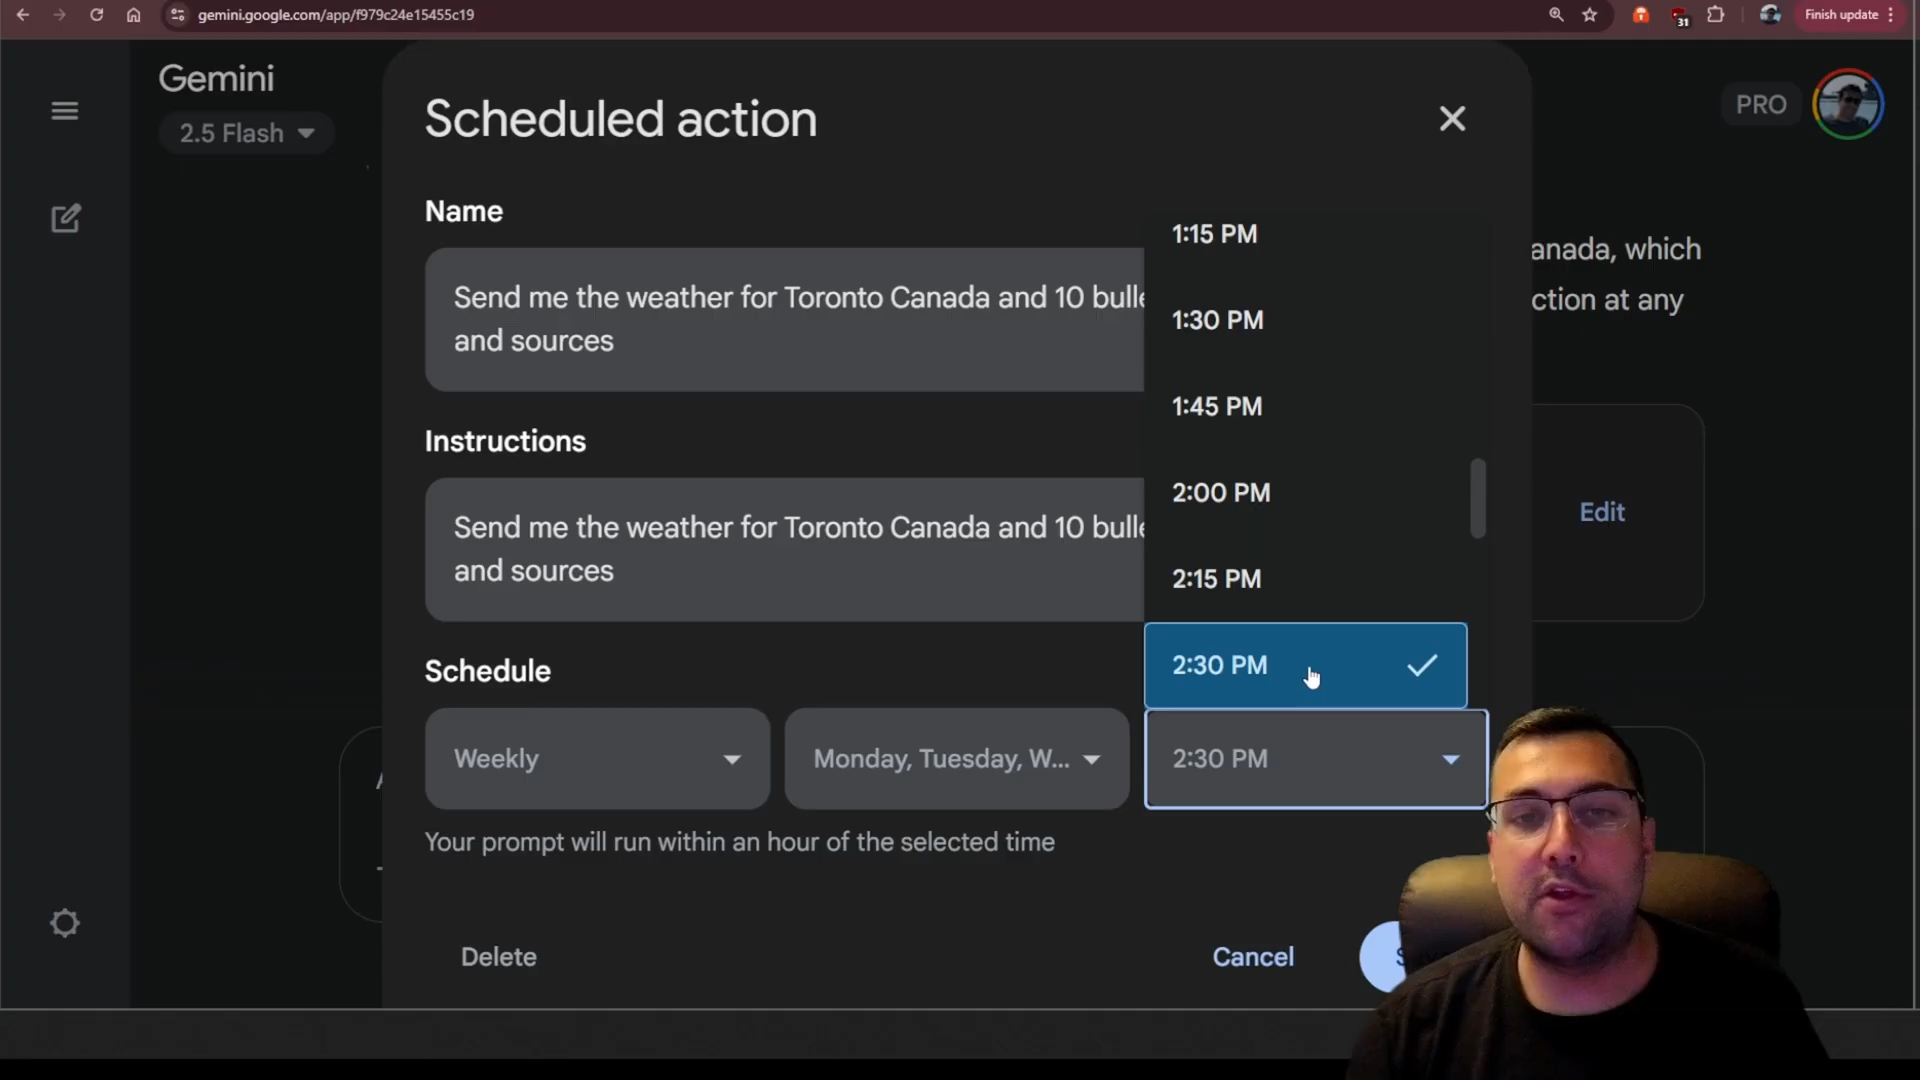 gemini.google.com/app/f979c24e15455c19
31
Finish update
Gemini
2.5 Flash
PRO
Scheduled action
Name
Send me the weather for Toronto Canada and 10
and sources
1:15 PM
1:30 PM
1:45 PM
2:00 PM
2:15 PM
2:30 PM
anada, which
ction at any
Edit
Instructions
Send me the weather for Toronto Canada and 10
and sources
Schedule
Weekly
Monday, Tuesday, W...
2:30 PM
Your prompt will run within an hour of the selected time
Delete
Cancel